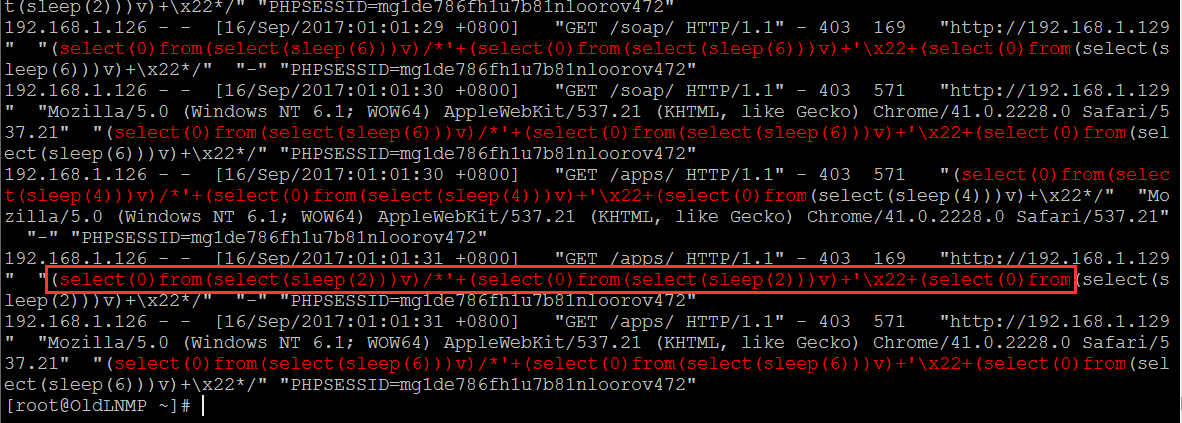 t(sleep(2)))v)+\x22*/" "PHPSESSID=mg1de786fh1u7b81nloorov472"
192.168.1.126 - -  [16/Sep/2017:01:01:29 +0800]   "GET /soap/ HTTP/1.1" - 403  169   "http://192.168.1.129
"  "(select(0)from(select(sleep(6)))v)/*'+(select(0)from(select(sleep(6)))v)+'\x22+(select(0)from(select(s
leep(6)))v)+\x22*/"  "-" "PHPSESSID=mg1de786fh1u7b81nloorov472"
192.168.1.126 - -  [16/Sep/2017:01:01:30 +0800]   "GET /soap/ HTTP/1.1" - 403  571   "http://192.168.1.129
"  "Mozilla/5.0 (Windows NT 6.1; WOW64) AppleWebKit/537.21 (KHTML, like Gecko) Chrome/41.0.2228.0 Safari/5
37.21"  "(select(0)from(select(sleep(6)))v)/*'+(select(0)from(select(sleep(6)))v)+'\x22+(select(0)from(sel
ect(sleep(6)))v)+\x22*/" "PHPSESSID=mg1de786fh1u7b81nloorov472"
192.168.1.126 - -  [16/Sep/2017:01:01:30 +0800]   "GET /apps/ HTTP/1.1" - 403  571   "(select(0)from(selec
t(sleep(4)))v)/*'+(select(0)from(select(sleep(4)))v)+'\x22+(select(0)from(select(sleep(4)))v)+\x22*/"  "Mo
zilla/5.0 (Windows NT 6.1; WOW64) AppleWebKit/537.21 (KHTML, like Gecko) Chrome/41.0.2228.0 Safari/537.21"
  "-" "PHPSESSID=mg1de786fh1u7b81nloorov472"
192.168.1.126 - -  [16/Sep/2017:01:01:31 +0800]   "GET /apps/ HTTP/1.1" - 403  169   "http://192.168.1.129
"  "(select(0)from(select(sleep(2)))v)/*'+(select(0)from(select(sleep(2)))v)+'\x22+(select(0)from(select(s
leep(2)))v)+\x22*/"  "-" "PHPSESSID=mg1de786fh1u7b81nloorov472"
192.168.1.126 - -  [16/Sep/2017:01:01:31 +0800]   "GET /apps/ HTTP/1.1" - 403  571   "http://192.168.1.129
"  "Mozilla/5.0 (Windows NT 6.1; WOW64) AppleWebKit/537.21 (KHTML, like Gecko) Chrome/41.0.2228.0 Safari/5
37.21"  "(select(0)from(select(sleep(6)))v)/*'+(select(0)from(select(sleep(6)))v)+'\x22+(select(0)from(sel
ect(sleep(6)))v)+\x22*/" "PHPSESSID=mg1de786fh1u7b81nloorov472"
[root@OldLNMP ~]#